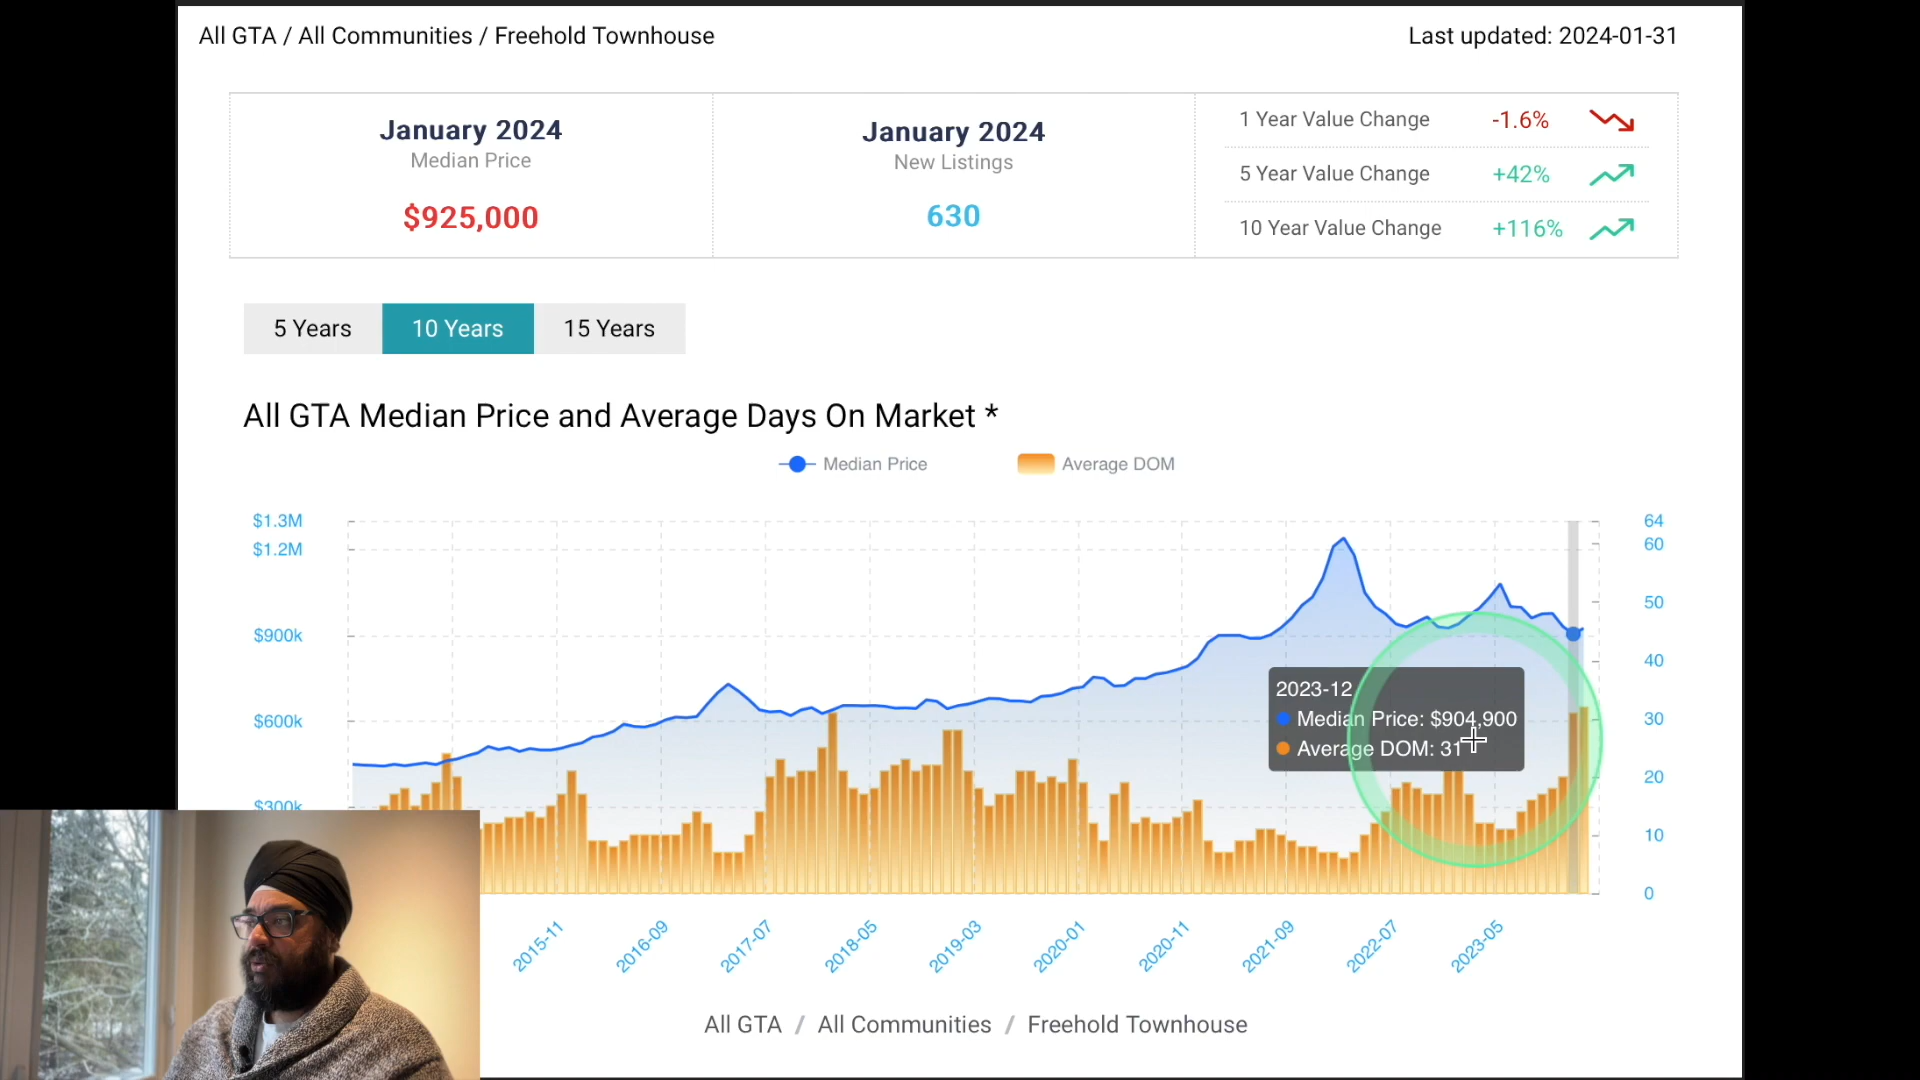 All GTA / All Communities / Freehold Townhouse
Last updated: 2024-01-31
January 2024
Median Price
$925,000
January 2024
New Listings
630
1 Year Value Change -1.6%
5 Year Value Change +42%
10 Year Value Change +116%
5 Years 10 Years 15 Years
All GTA Median Price and Average Days On Market *
Median Price Average DOM
$1.3M
$1.2M
$900k
$600k
$300k
64
60
50
40
30
20
10
0
2023-12
Median Price: $904,900
Average DOM: 31
2015-11 2016-09 2017-07 2018-05 2019-03 2020-01 2020-11 2021-09 2022-07 2023-05
All GTA / All Communities / Freehold Townhouse